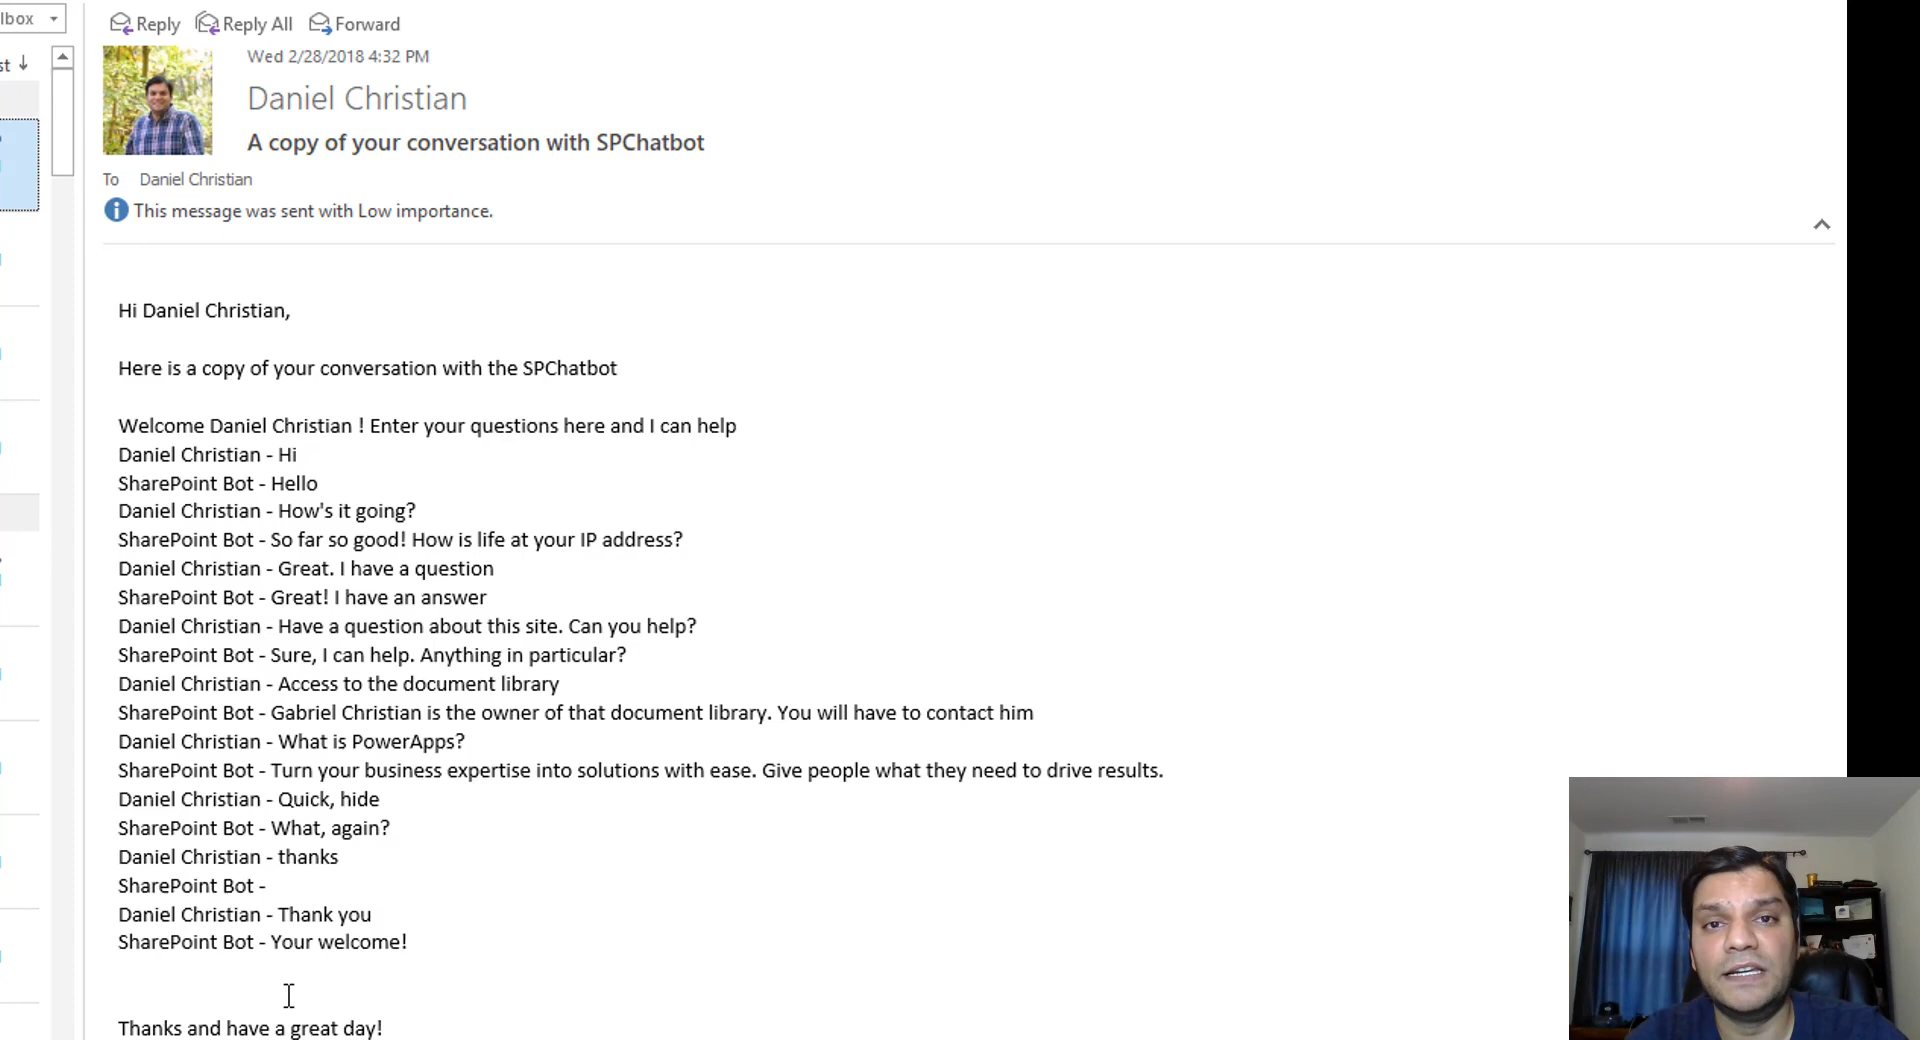 lbox
st
Reply Reply All Forward
Wed 2/28/2018 4:32 PM
Daniel Christian
A copy of your conversation with SPChatbot
To Daniel Christian
This message was sent with Low importance.
Hi Daniel Christian,
Here is a copy of your conversation with the SPChatbot
Welcome Daniel Christian ! Enter your questions here and I can help
Daniel Christian - Hi
SharePoint Bot - Hello
Daniel Christian - How's it going?
SharePoint Bot - So far so good! How is life at your IP address?
Daniel Christian - Great. I have a question
SharePoint Bot - Great! I have an answer
Daniel Christian - Have a question about this site. Can you help?
SharePoint Bot - Sure, I can help. Anything in particular?
Daniel Christian - Access to the document library
SharePoint Bot - Gabriel Christian is the owner of that document library. You will have to contact him
Daniel Christian - What is PowerApps?
SharePoint Bot - Turn your business expertise into solutions with ease. Give people what they need to drive results.
Daniel Christian - Quick, hide
SharePoint Bot - What, again?
Daniel Christian - thanks
SharePoint Bot -
Daniel Christian - Thank you
SharePoint Bot - Your welcome!
Thanks and have a great day!